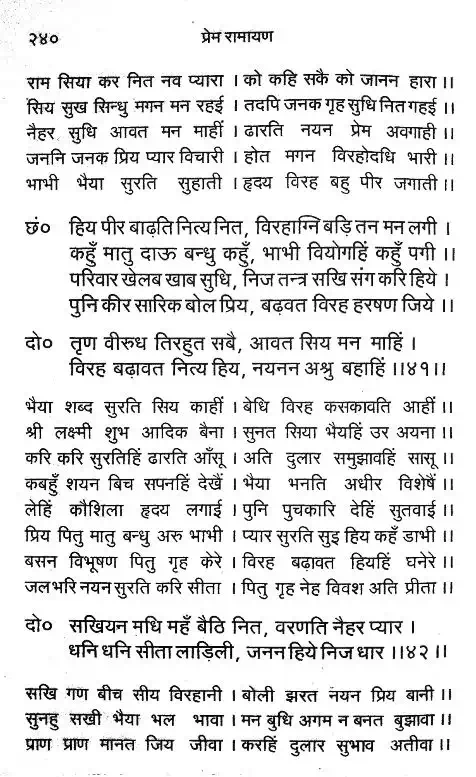 २४०
प्रेम रामायण
राम सिया कर नित नव प्यारा । को कहि सकै को जानन हारा ।।
सिय सुख सिन्धु मगन मन रहई । तदपि जनक गृह सुधि नित गहई ।।
नैहर सुधि आवत मन माहीं । ढारति नयन प्रेम अवगाही ।।
जननि जनक प्रिय प्यार विचारी । होत मगन विरहोदधि भारी ।।
भाभी भैया सुरति सुहाती । हृदय विरह बहु पीर जगाती ।।
छं० हिय पीर बाढ़ति नित्य नित, विरहाग्नि बड़ि तन मन लगी ।
कहुँ मातु दाऊ बन्धु कहुँ, भाभी वियोगहिं कहुँ पगी ।।
परिवार खेलब खाब सुधि, निज तन्त्र सखि संग करि हिये ।
पुनि कीर सारिक बोल प्रिय, बढ़वत विरह हरषण जिये ।।
दो० तृण वीरुध तिरहुत सबै, आवत सिय मन माहिं ।
विरह बढ़ावत नित्य हिय, नयनन अश्रु बहाहिं ।।४१।।
भैया शब्द सुरति सिय काहीं । बेधि विरह कसकावति आहीं ।।
श्री लक्ष्मी शुभ आदिक बैना । सुनत सिया भैयहिं उर अयना ।।
करि करि सुरतिहिं ढारति आँसू । अति दुलार समुझावहिं सासू ।।
कबहुँ शयन बिच सपनहिं देखैं । भैया भनति अधीर विशेषैं ।।
लेहिं कौशिला हृदय लगाई । पुनि पुचकारि देहिं सुतवाई ।।
प्रिय पितु मातु बन्धु अरु भाभी । प्यार सुरति सुइ हिय कहँ डाभी ।।
बसन विभूषण पितु गृह केरे । विरह बढ़ावत हियहिं घनेरे ।।
जल भरि नयन सुरति करि सीता । पितु गृह नेह विवश अति प्रीता ।।
दो० सखियन मधि महँ बैठि नित, वरणति नैहर प्यार ।
धनि धनि सीता लाड़िली, जनन हिये निज धार ।।४२।।
सखि गण बीच सीय विरहानी । बोली झरत नयन प्रिय बानी ।।
सुनहु सखी भैया भल भावा । मन बुधि अगम न बनत बुझावा ।।
प्राण प्राण मानत जिय जीवा । करहिं दुलार सुभाव अतीवा ।।